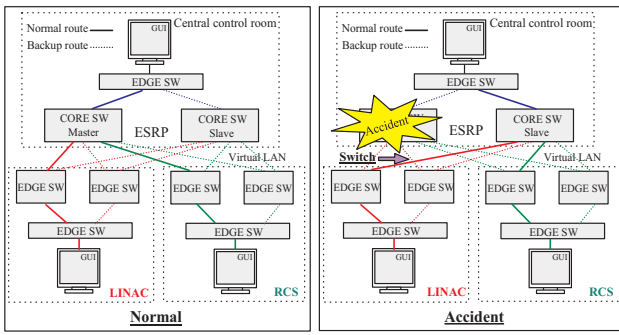 Central control room
Normal route
Backup route
GUI
EDGE SW
CORE SW
Master
ESRP
CORE SW
Slave
Virtual LAN
EDGE SW
EDGE SW
EDGE SW
EDGE SW
EDGE SW
EDGE SW
GUI
GUI
LINAC
RCS
Normal
Central control room
Normal route
Backup route
GUI
EDGE SW
Accident
ESRP
CORE SW
Slave
Switch
Virtual LAN
EDGE SW
EDGE SW
EDGE SW
EDGE SW
EDGE SW
EDGE SW
GUI
GUI
LINAC
RCS
Accident